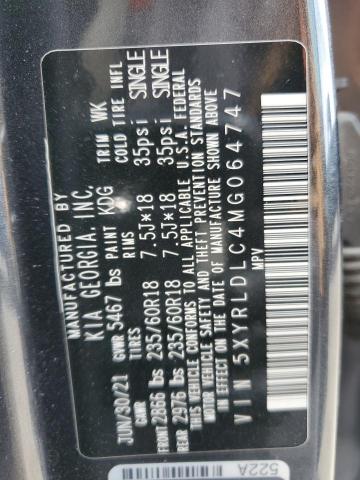 MANUFACTURED BY
KIA GEORGIA, INC.
JUN/30/21 GVWR 5467 lbs PAINT KDG TRIM WK
GAWR TIRES RIMS COLD TIRE INFL
FRONT 2866 lbs 235/60R18 7.5J*18 35psi SINGLE
REAR 2976 lbs 235/60R18 7.5J*18 35psi SINGLE
THIS VEHICLE CONFORMS TO ALL APPLICABLE U.S.A. FEDERAL
MOTOR VEHICLE SAFETY AND THEFT PREVENTION STANDARDS
IN EFFECT ON THE DATE OF MANUFACTURE SHOWN ABOVE
VIN 5XYRLDLC4MG064747
MPV
522A